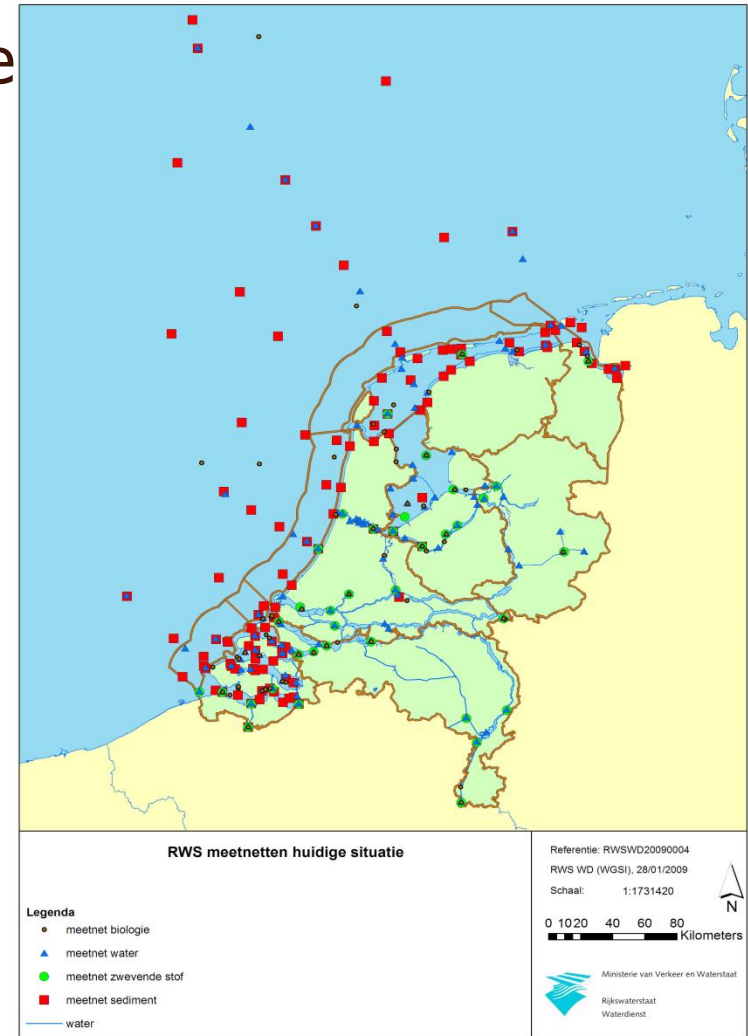 e
RWS meetnetten huidige situatie
Legenda
meetnet biologie
meetnet water
meetnet zwevende stof
meetnet sediment
water
Referentie: RWSWD20090004
RWS WD (WGSI), 28/01/2009
Schaal: 1:1731420
N
0 10 20 40 60 80
Kilometers
Ministerie van Verkeer en Waterstaat
Rijkswaterstaat
Waterdienst